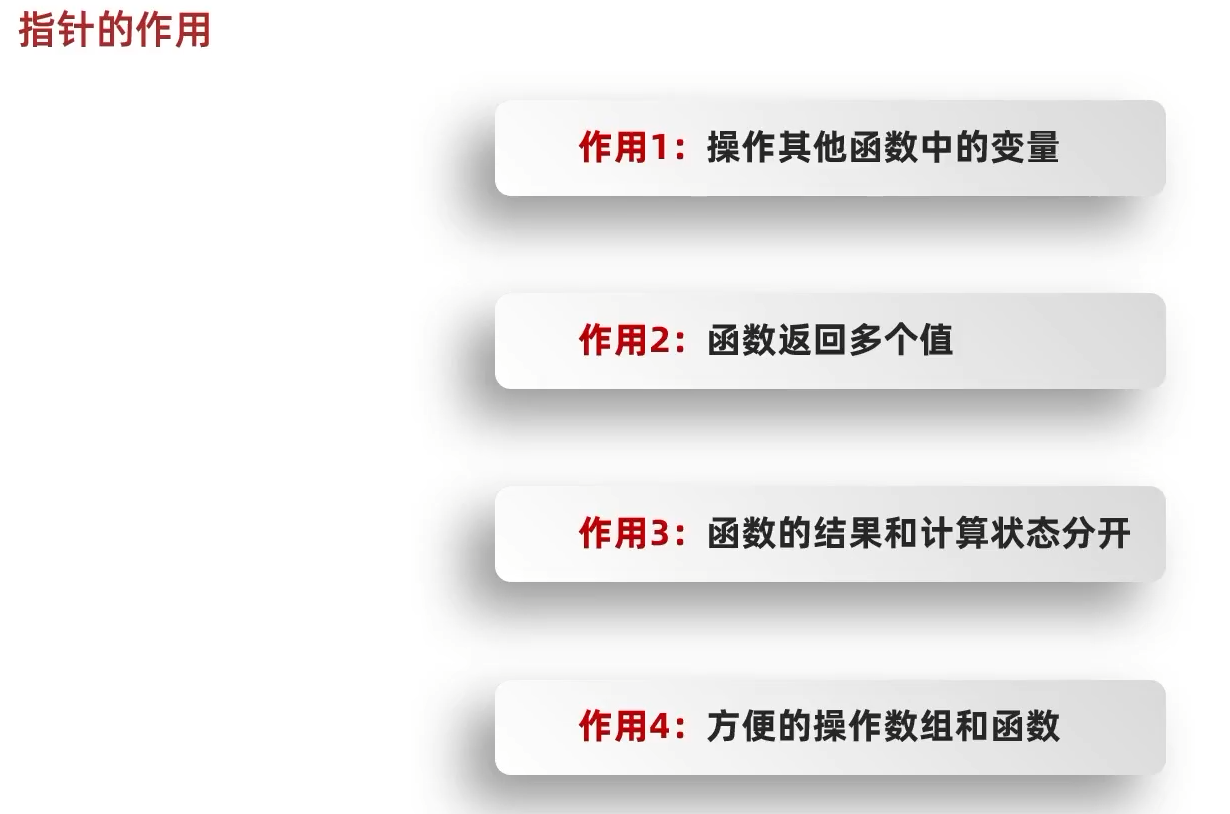 指针的作用
作用1：操作其他函数中的变量
作用2：函数返回多个值
作用3：函数的结果和计算状态分开
作用4：方便的操作数组和函数